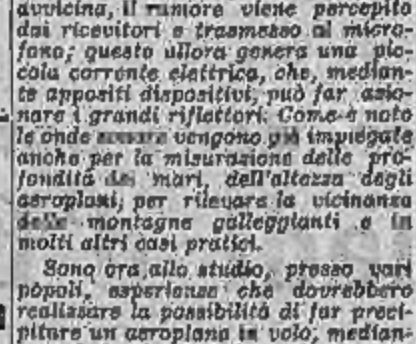 avvicina, il rumore viene percepito
dai ricevitori e trasmesso al micro-
fono; questo allora genera una pic-
cola corrente elettrica, che, median-
te appositi dispositivi, può far azio-
nare i grandi riflettori. Come è noto
le onde sonore vengono già impiegate
anche per la misurazione delle pro-
fondità dei mari, dell'altezza degli
aeroplani, per rilevare la vicinanza
delle montagne galleggianti e in
molti altri casi pratici.
Sono ora allo studio, presso vari
popoli, esperienze che dovrebbero
realizzare la possibilità di far preci-
pitare un aeroplano in volo, median-